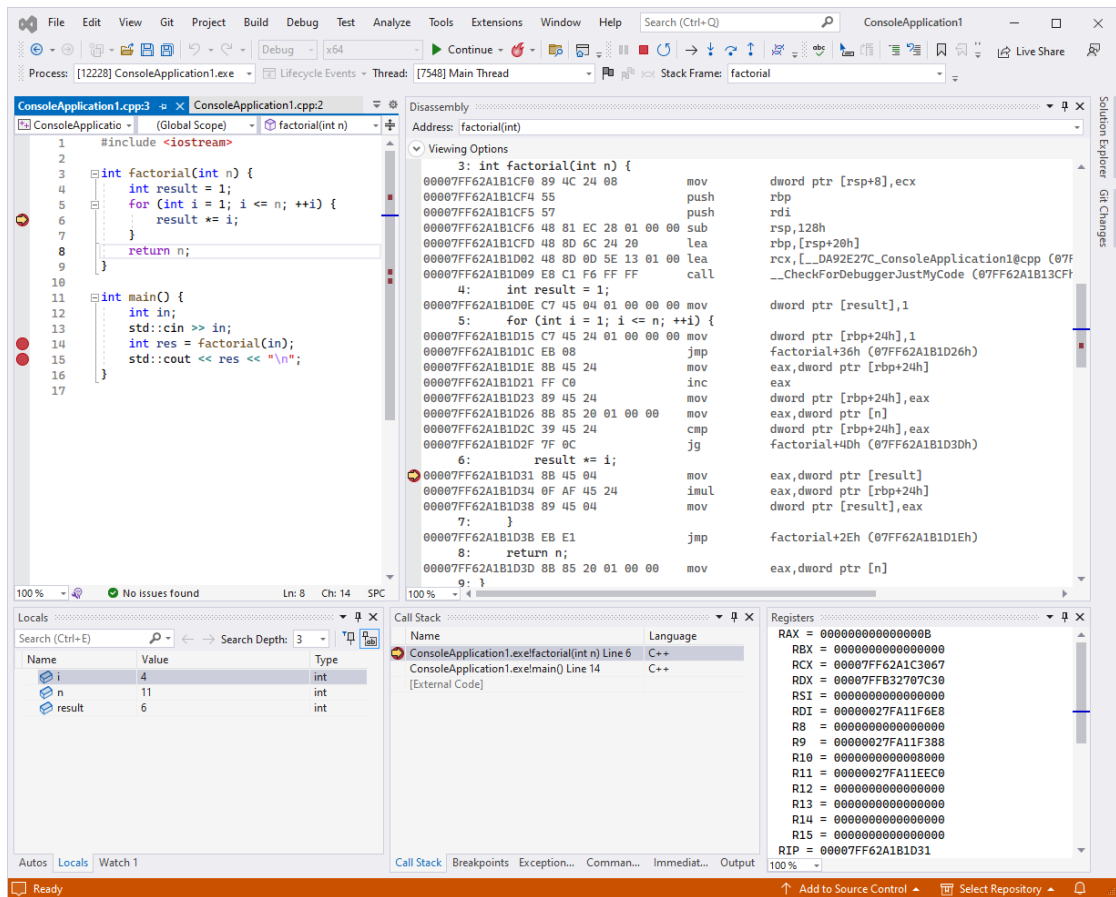 File Edit View Git Project Build Debug Test Analyze Tools Extensions Window Help Search (Ctrl+Q) ConsoleApplication1
Debug x64 Continue Live Share
Process: [12228] ConsoleApplication1.exe Lifecycle Events Thread: [7548] Main Thread Stack Frame: factorial
ConsoleApplication1.cpp:3 ConsoleApplication1.cpp:2
ConsoleApplicatio (Global Scope) factorial(int n)
1 #include <iostream>
2
3 int factorial(int n) {
4 int result = 1;
5 for (int i = 1; i <= n; ++i) {
6 result *= i;
7 }
8 return n;
9 }
10
11 int main() {
12 int in;
13 std::cin >> in;
14 int res = factorial(in);
15 std::cout << res << "\n";
16 }
17
100 % No issues found Ln: 8 Ch: 14 SPC
Disassembly
Address: factorial(int)
Viewing Options
3: int factorial(int n) {
00007FF62A1B1CF0 89 4C 24 08 mov dword ptr [rsp+8],ecx
00007FF62A1B1CF4 55 push rbp
00007FF62A1B1CF5 57 push rdi
00007FF62A1B1CF6 48 81 EC 28 01 00 00 sub rsp,128h
00007FF62A1B1CFD 48 8D 6C 24 20 lea rbp,[rsp+20h]
00007FF62A1B1D02 48 8D 0D 5E 13 01 00 lea rcx,[__DA92E27C_ConsoleApplication1@cpp (07F
00007FF62A1B1D09 E8 C1 F6 FF FF call __CheckForDebuggerJustMyCode (07FF62A1B13CFh
4: int result = 1;
00007FF62A1B1D0E C7 45 04 01 00 00 00 mov dword ptr [result],1
5: for (int i = 1; i <= n; ++i) {
00007FF62A1B1D15 C7 45 24 01 00 00 00 mov dword ptr [rbp+24h],1
00007FF62A1B1D1C EB 08 jmp factorial+36h (07FF62A1B1D26h)
00007FF62A1B1D1E 8B 45 24 mov eax,dword ptr [rbp+24h]
00007FF62A1B1D21 FF C0 inc eax
00007FF62A1B1D23 89 45 24 mov dword ptr [rbp+24h],eax
00007FF62A1B1D26 8B 85 20 01 00 00 mov eax,dword ptr [n]
00007FF62A1B1D2C 39 45 24 cmp dword ptr [rbp+24h],eax
00007FF62A1B1D2F 7F 0C jg factorial+4Dh (07FF62A1B1D3Dh)
6: result *= i;
00007FF62A1B1D31 8B 45 04 mov eax,dword ptr [result]
00007FF62A1B1D34 0F AF 45 24 imul eax,dword ptr [rbp+24h]
00007FF62A1B1D38 89 45 04 mov dword ptr [result],eax
7: }
00007FF62A1B1D3B EB E1 jmp factorial+2Eh (07FF62A1B1D1Eh)
8: return n;
00007FF62A1B1D3D 8B 85 20 01 00 00 mov eax,dword ptr [n]
9: }
100 %
Solution Explorer
Git Changes
Locals
Search (Ctrl+E) Search Depth: 3
Name Value Type
i 4 int
n 11 int
result 6 int
Autos Locals Watch 1
Call Stack
Name Language
ConsoleApplication1.exe!factorial(int n) Line 6 C++
ConsoleApplication1.exe!main() Line 14 C++
[External Code]
Call Stack Breakpoints Exception... Comman... Immediat... Output
Registers
RAX = 000000000000000B
RBX = 0000000000000000
RCX = 00007FF62A1C3067
RDX = 00007FFB32707C30
RSI = 0000000000000000
RDI = 00000027FA11F6E8
R8 = 0000000000000000
R9 = 00000027FA11F388
R10 = 0000000000008000
R11 = 00000027FA11EEC0
R12 = 0000000000000000
R13 = 0000000000000000
R14 = 0000000000000000
R15 = 0000000000000000
RIP = 00007FF62A1B1D31
100 %
Ready Add to Source Control Select Repository